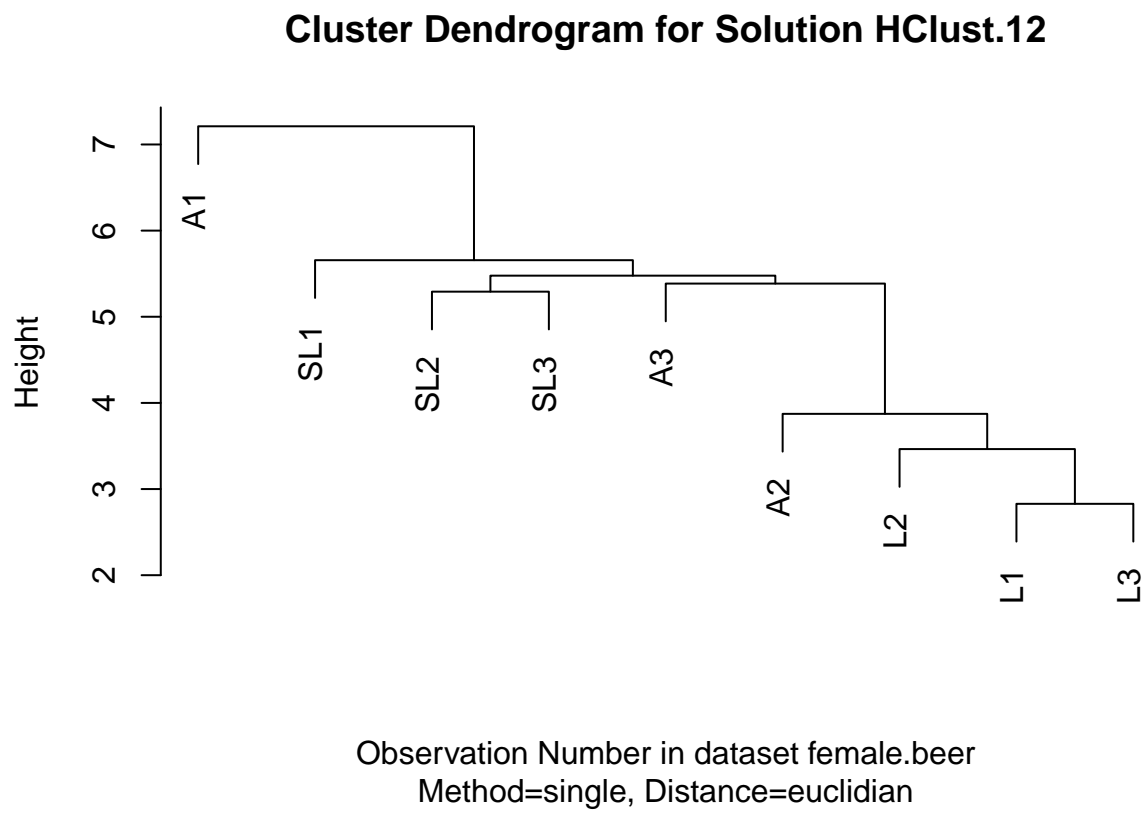 Cluster Dendrogram for Solution HClust.12
Height
7
6
5
4
3
2
A1
SL1
SL2
SL3
A3
A2
L2
L1
L3
Observation Number in dataset female.beer
Method=single, Distance=euclidian